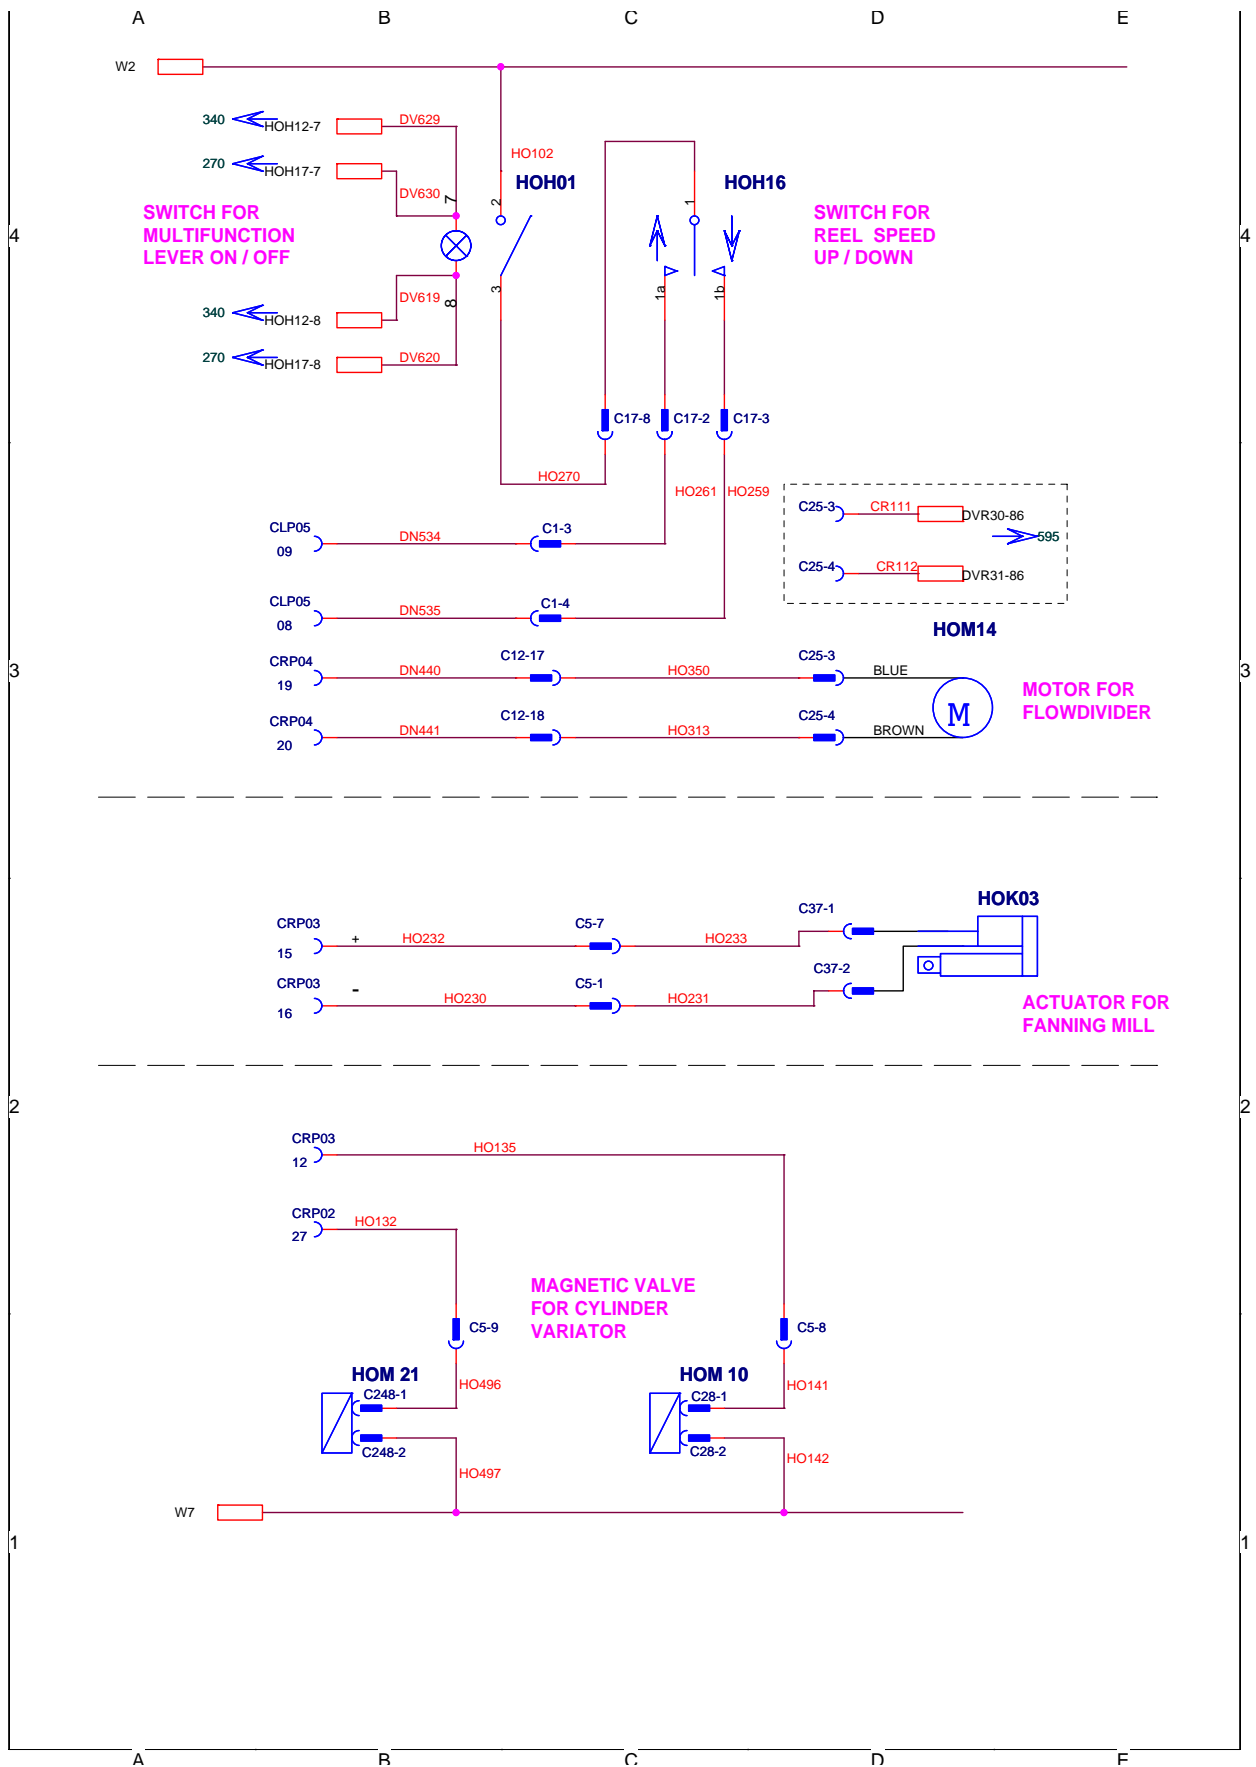 A B C D E
W2
340 HOH12-7 DV629
HO102
270 HOH17-7 DV630 7 2
HOH01 1 HOH16
SWITCH FOR
MULTIFUNCTION
LEVER ON / OFF
SWITCH FOR
REEL SPEED
UP / DOWN
4 4
DV619 8 3 1a 1b
340 HOH12-8
270 HOH17-8 DV620
C17-8 C17-2 C17-3
HO270 HO261 HO259
C25-3 CR111 DVR30-86
595
C25-4 CR112 DVR31-86
CLP05
09 DN534 C1-3
CLP05
08 DN535 C1-4
HOM14
CRP04
19 DN440 C12-17 HO350 C25-3 BLUE
3 3
CRP04
20 DN441 C12-18 HO313 C25-4 BROWN
M
MOTOR FOR
FLOWDIVIDER
HOK03
CRP03
15 + HO232 C5-7 HO233 C37-1
CRP03
16 - HO230 C5-1 HO231 C37-2
ACTUATOR FOR
FANNING MILL
2 2
CRP03
12 HO135
CRP02
27 HO132
MAGNETIC VALVE
FOR CYLINDER
VARIATOR
C5-9 C5-8
HOM 21 HOM 10
C248-1 HO496 C28-1 HO141
C248-2 HO497 C28-2 HO142
W7
1 1
A B C D E